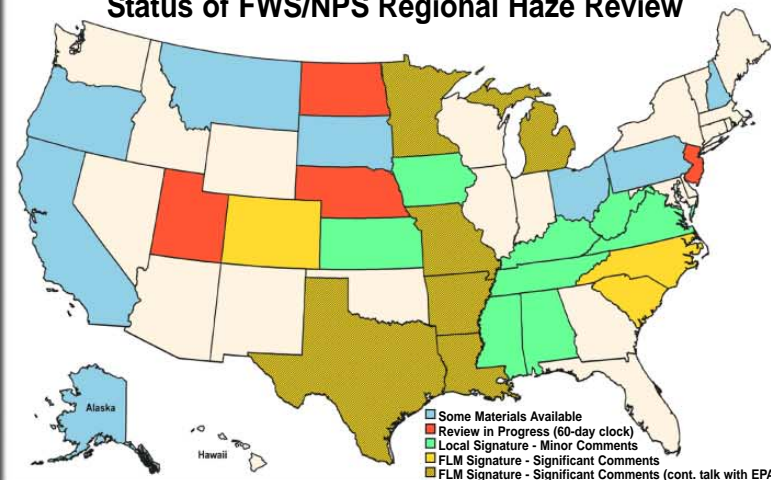 Status of FWS/NPS Regional Haze Review
Alaska
Hawaii
Some Materials Available
Review in Progress (60-day clock)
Local Signature - Minor Comments
FLM Signature - Significant Comments
FLM Signature - Significant Comments (cont. talk with EPA